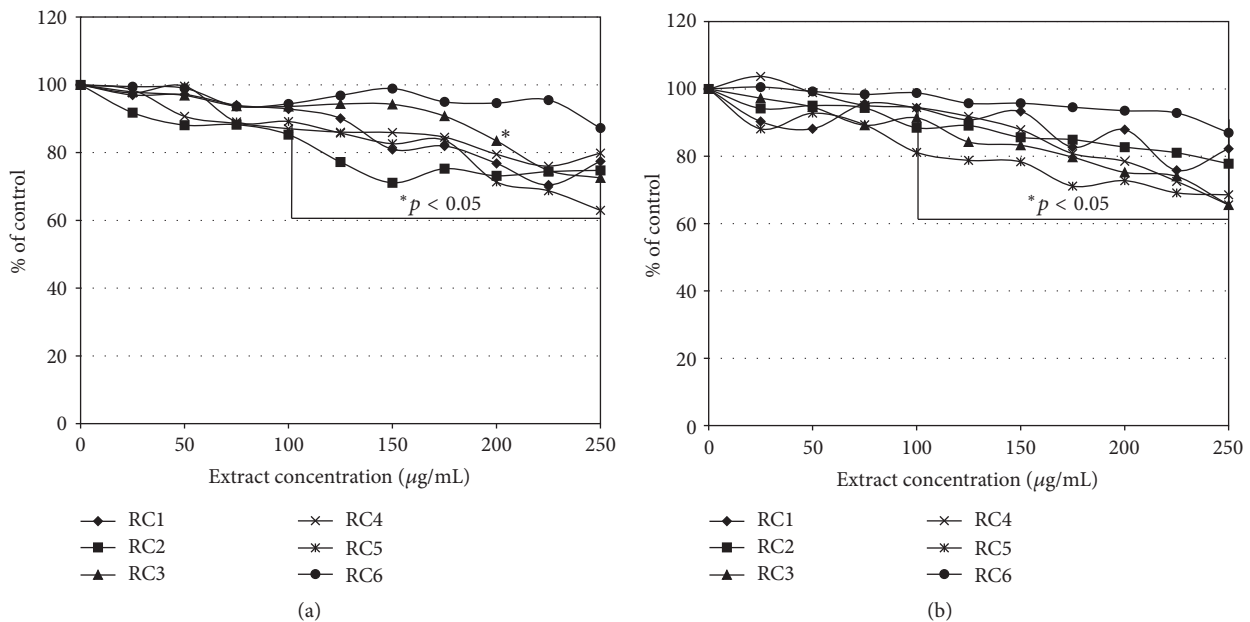 120
100
80
60
40
20
0
% of control
*
*p < 0.05
0 50 100 150 200 250
Extract concentration (μg/mL)
RC1
RC2
RC3
RC4
RC5
RC6
(a)
120
100
80
60
40
20
0
% of control
*p < 0.05
0 50 100 150 200 250
Extract concentration (μg/mL)
RC1
RC2
RC3
RC4
RC5
RC6
(b)